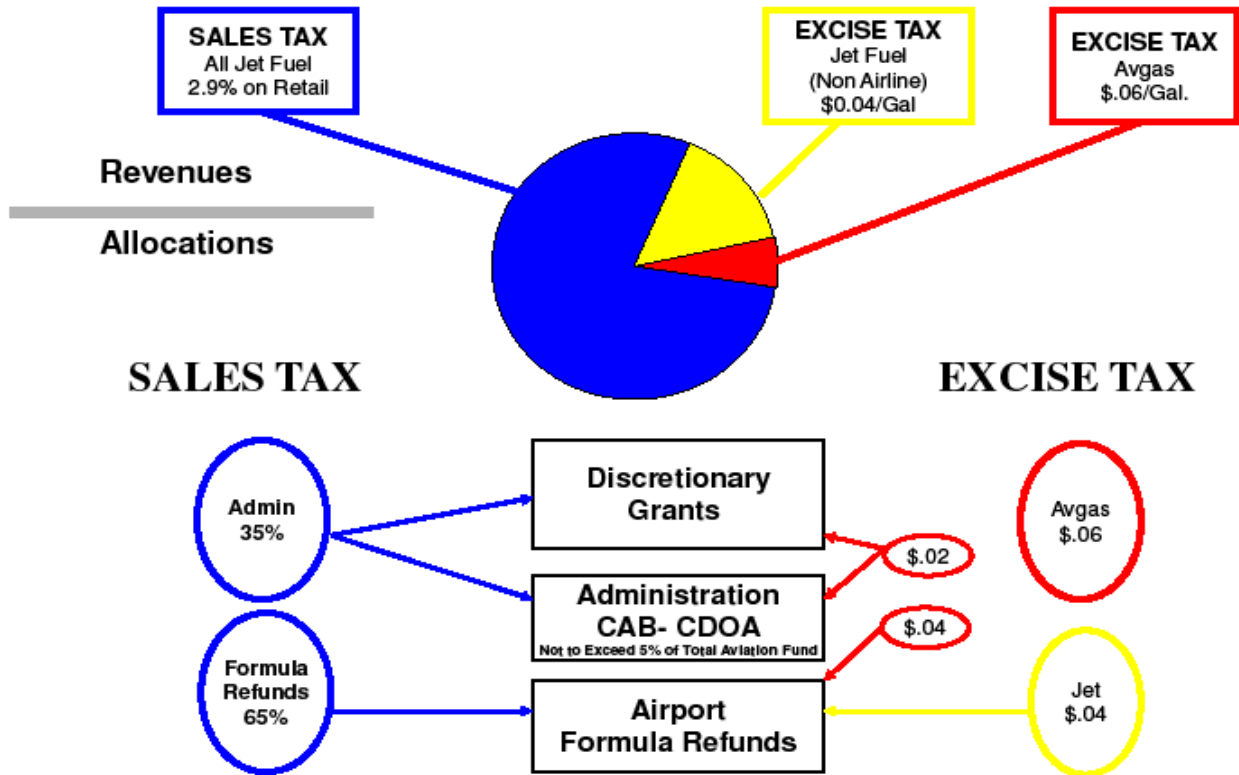 SALES TAX
All Jet Fuel
2.9% on Retail
EXCISE TAX
Jet Fuel
(Non Airline)
$0.04/Gal
EXCISE TAX
Avgas
$.06/Gal.
Revenues
Allocations
SALES TAX
EXCISE TAX
Admin
35%
Discretionary
Grants
Avgas
$.06
$.02
Administration
CAB- CDOA
Not to Exceed 5% of Total Aviation Fund
$.04
Formula
Refunds
65%
Airport
Formula Refunds
Jet
$.04